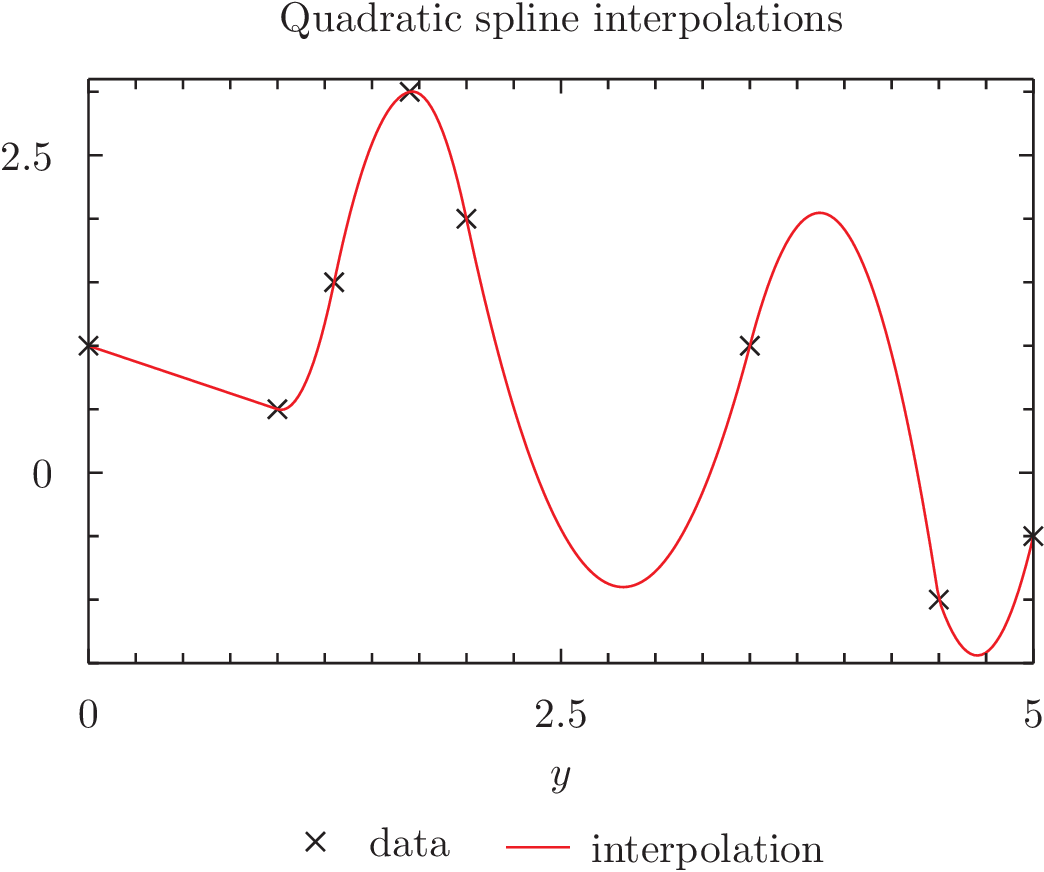 Quadratic spline interpolations
2.5
0
0 2.5 5
y
data interpolation